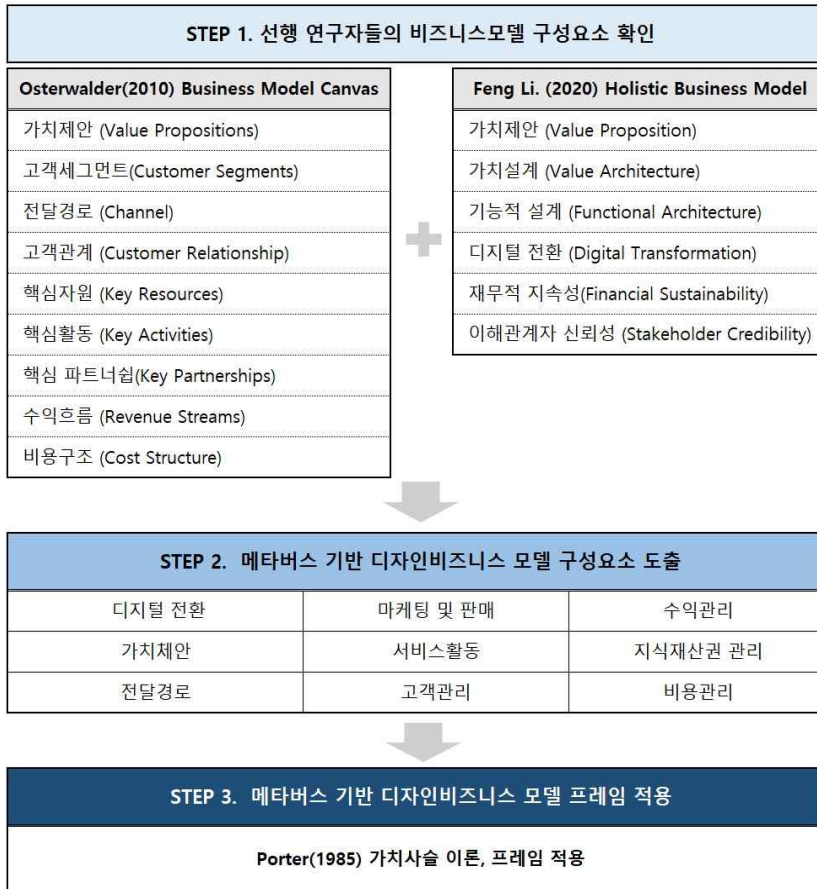 STEP 1. 선행 연구자들의 비즈니스모델 구성요소 확인
Osterwalder(2010) Business Model Canvas
가치제안 (Value Propositions)
고객세그먼트(Customer Segments)
전달경로 (Channel)
고객관계 (Customer Relationship)
핵심자원 (Key Resources)
핵심활동 (Key Activities)
핵심 파트너쉽(Key Partnerships)
수익흐름 (Revenue Streams)
비용구조 (Cost Structure)
Feng Li. (2020) Holistic Business Model
가치제안 (Value Proposition)
가치설계 (Value Architecture)
기능적 설계 (Functional Architecture)
디지털 전환 (Digital Transformation)
재무적 지속성(Financial Sustainability)
이해관계자 신뢰성 (Stakeholder Credibility)
STEP 2. 메타버스 기반 디자인비즈니스 모델 구성요소 도출
디지털 전환 마케팅 및 판매 수익관리
가치체안 서비스활동 지식재산권 관리
전달경로 고객관리 비용관리
STEP 3. 메타버스 기반 디자인비즈니스 모델 프레임 적용
Porter(1985) 가치사슬 이론, 프레임 적용